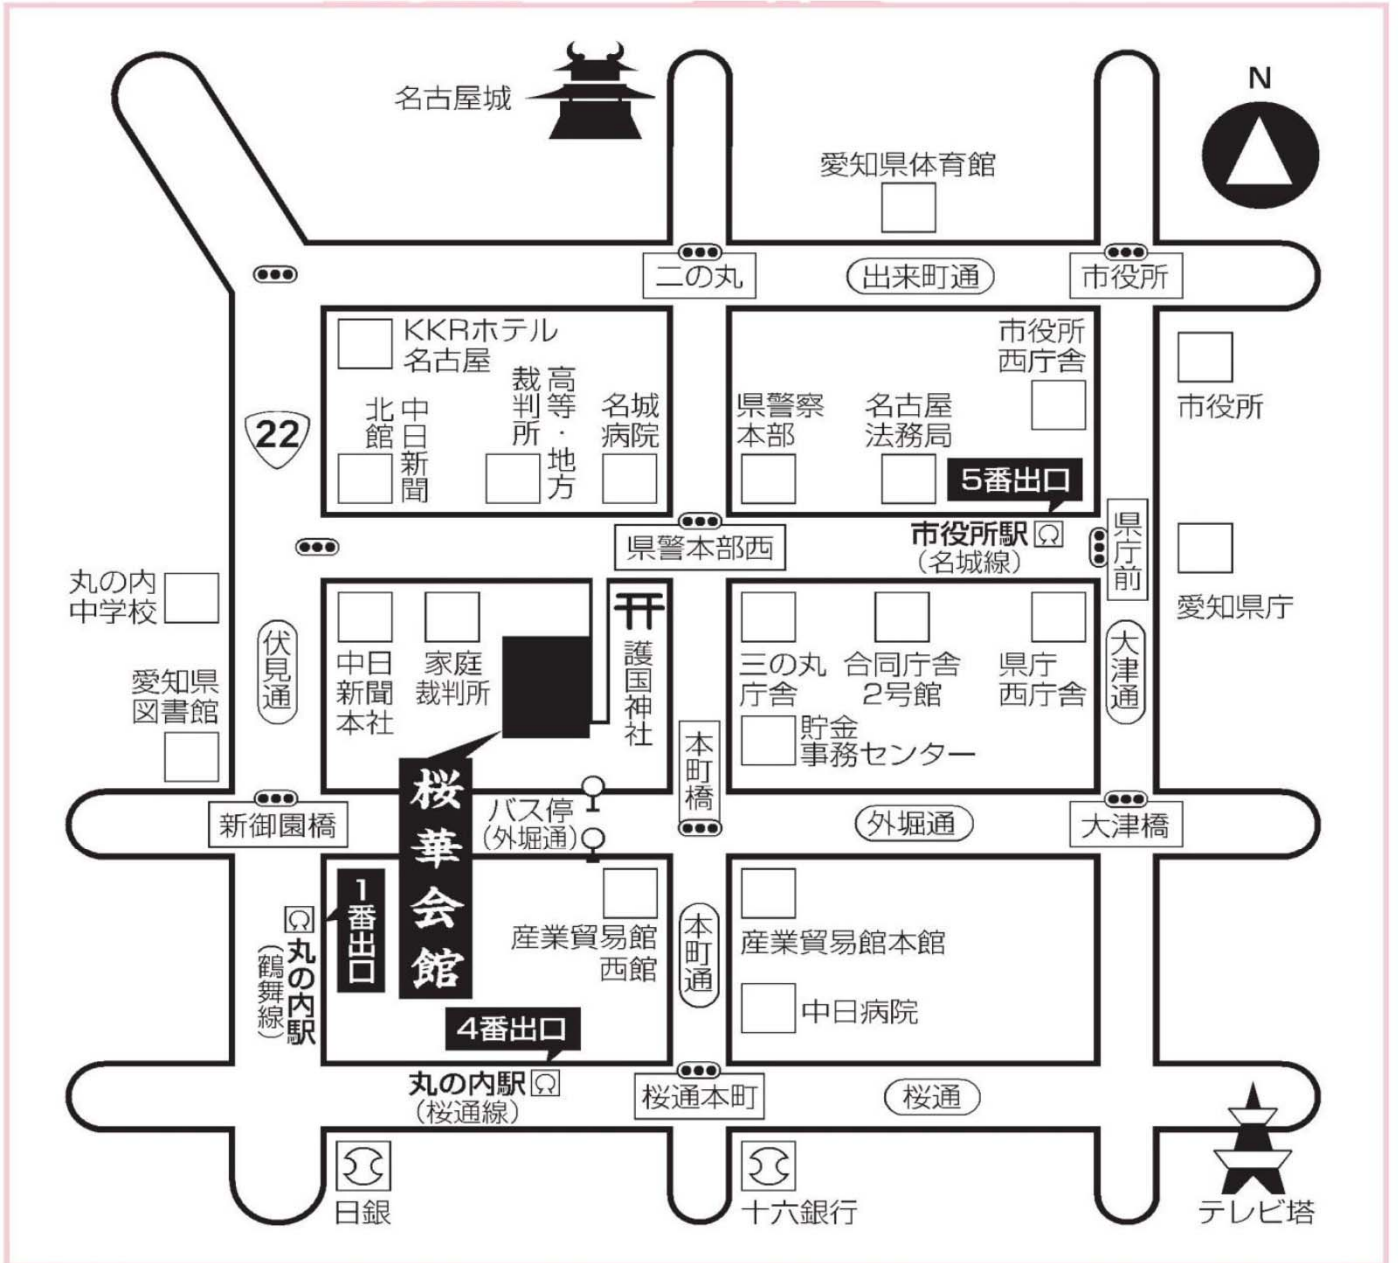 N
名古屋城
愛知県体育館
二の丸
出来町通
市役所
KKRホテル
名古屋
市役所
西庁舎
市役所
高等・地方
裁判所
中日新聞
北館
名城
病院
県警察
本部
名古屋
法務局
22
5番出口
市役所駅
(名城線)
県庁前
県警本部西
愛知県庁
丸の内
中学校
愛知県
図書館
伏見通
中日
新聞
本社
家庭
裁判所
護国神社
三の丸
庁舎
合同庁舎
2号館
県庁
西庁舎
大津通
貯金
事務センター
本町橋
桜華会館
バス停
(外堀通)
新御園橋
外堀通
大津橋
1番出口
丸の内駅
(鶴舞線)
産業貿易館
西館
本町通
産業貿易館本館
中日病院
4番出口
丸の内駅
(桜通線)
桜通本町
桜通
日銀
十六銀行
テレビ塔